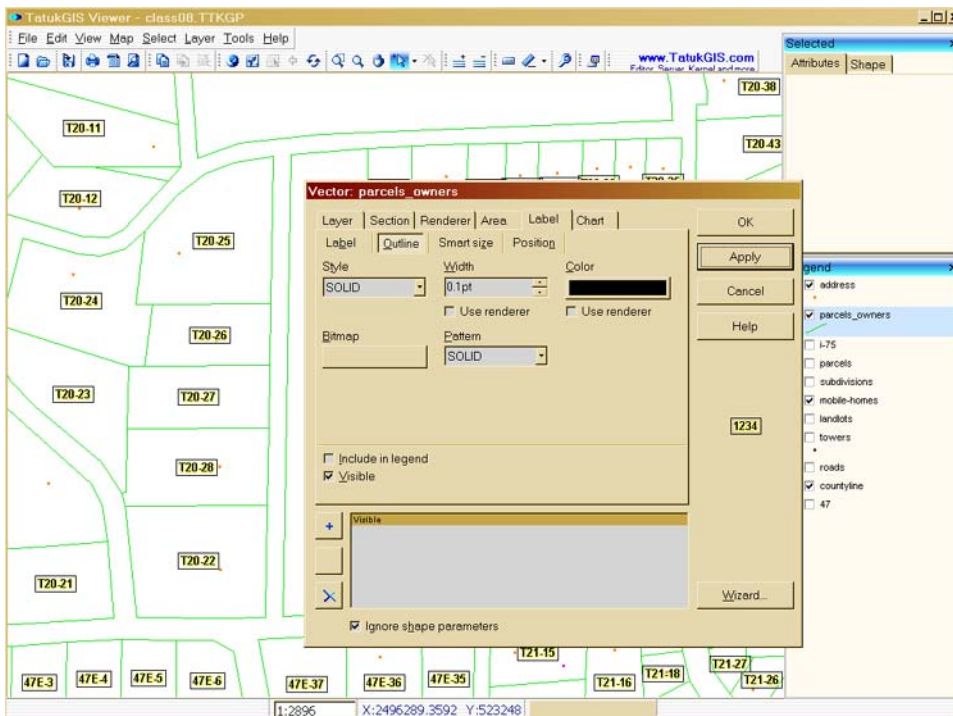 TatukGIS Viewer - class08.TTKGP
File Edit View Map Select Layer Tools Help
www.TatukGIS.com
Editor, Server, Kernel and more
Selected
Attributes Shape
T20-38
T20-11
T20-43
T20-12
T20-25
T20-24
T20-26
T20-23
T20-27
T20-28
T20-22
T20-21
Vector: parcels_owners
Layer Section Renderer Area Label Chart
Label Outline Smart size Position
Style Width Color
SOLID 0.1pt
Use renderer Use renderer
Bitmap Pattern
SOLID
Include in legend
Visible
Visible
Ignore shape parameters
OK
Apply
Cancel
Help
1234
Wizard...
address
parcels_owners
i-75
parcels
subdivisions
mobile-homes
landlots
towers
roads
countyline
47
T21-15
47E-3 47E-4 47E-5 47E-6 47E-37 47E-36 47E-35 T21-16 T21-18 T21-27 T21-26
1:2896 X:2496289.3592 Y:523248